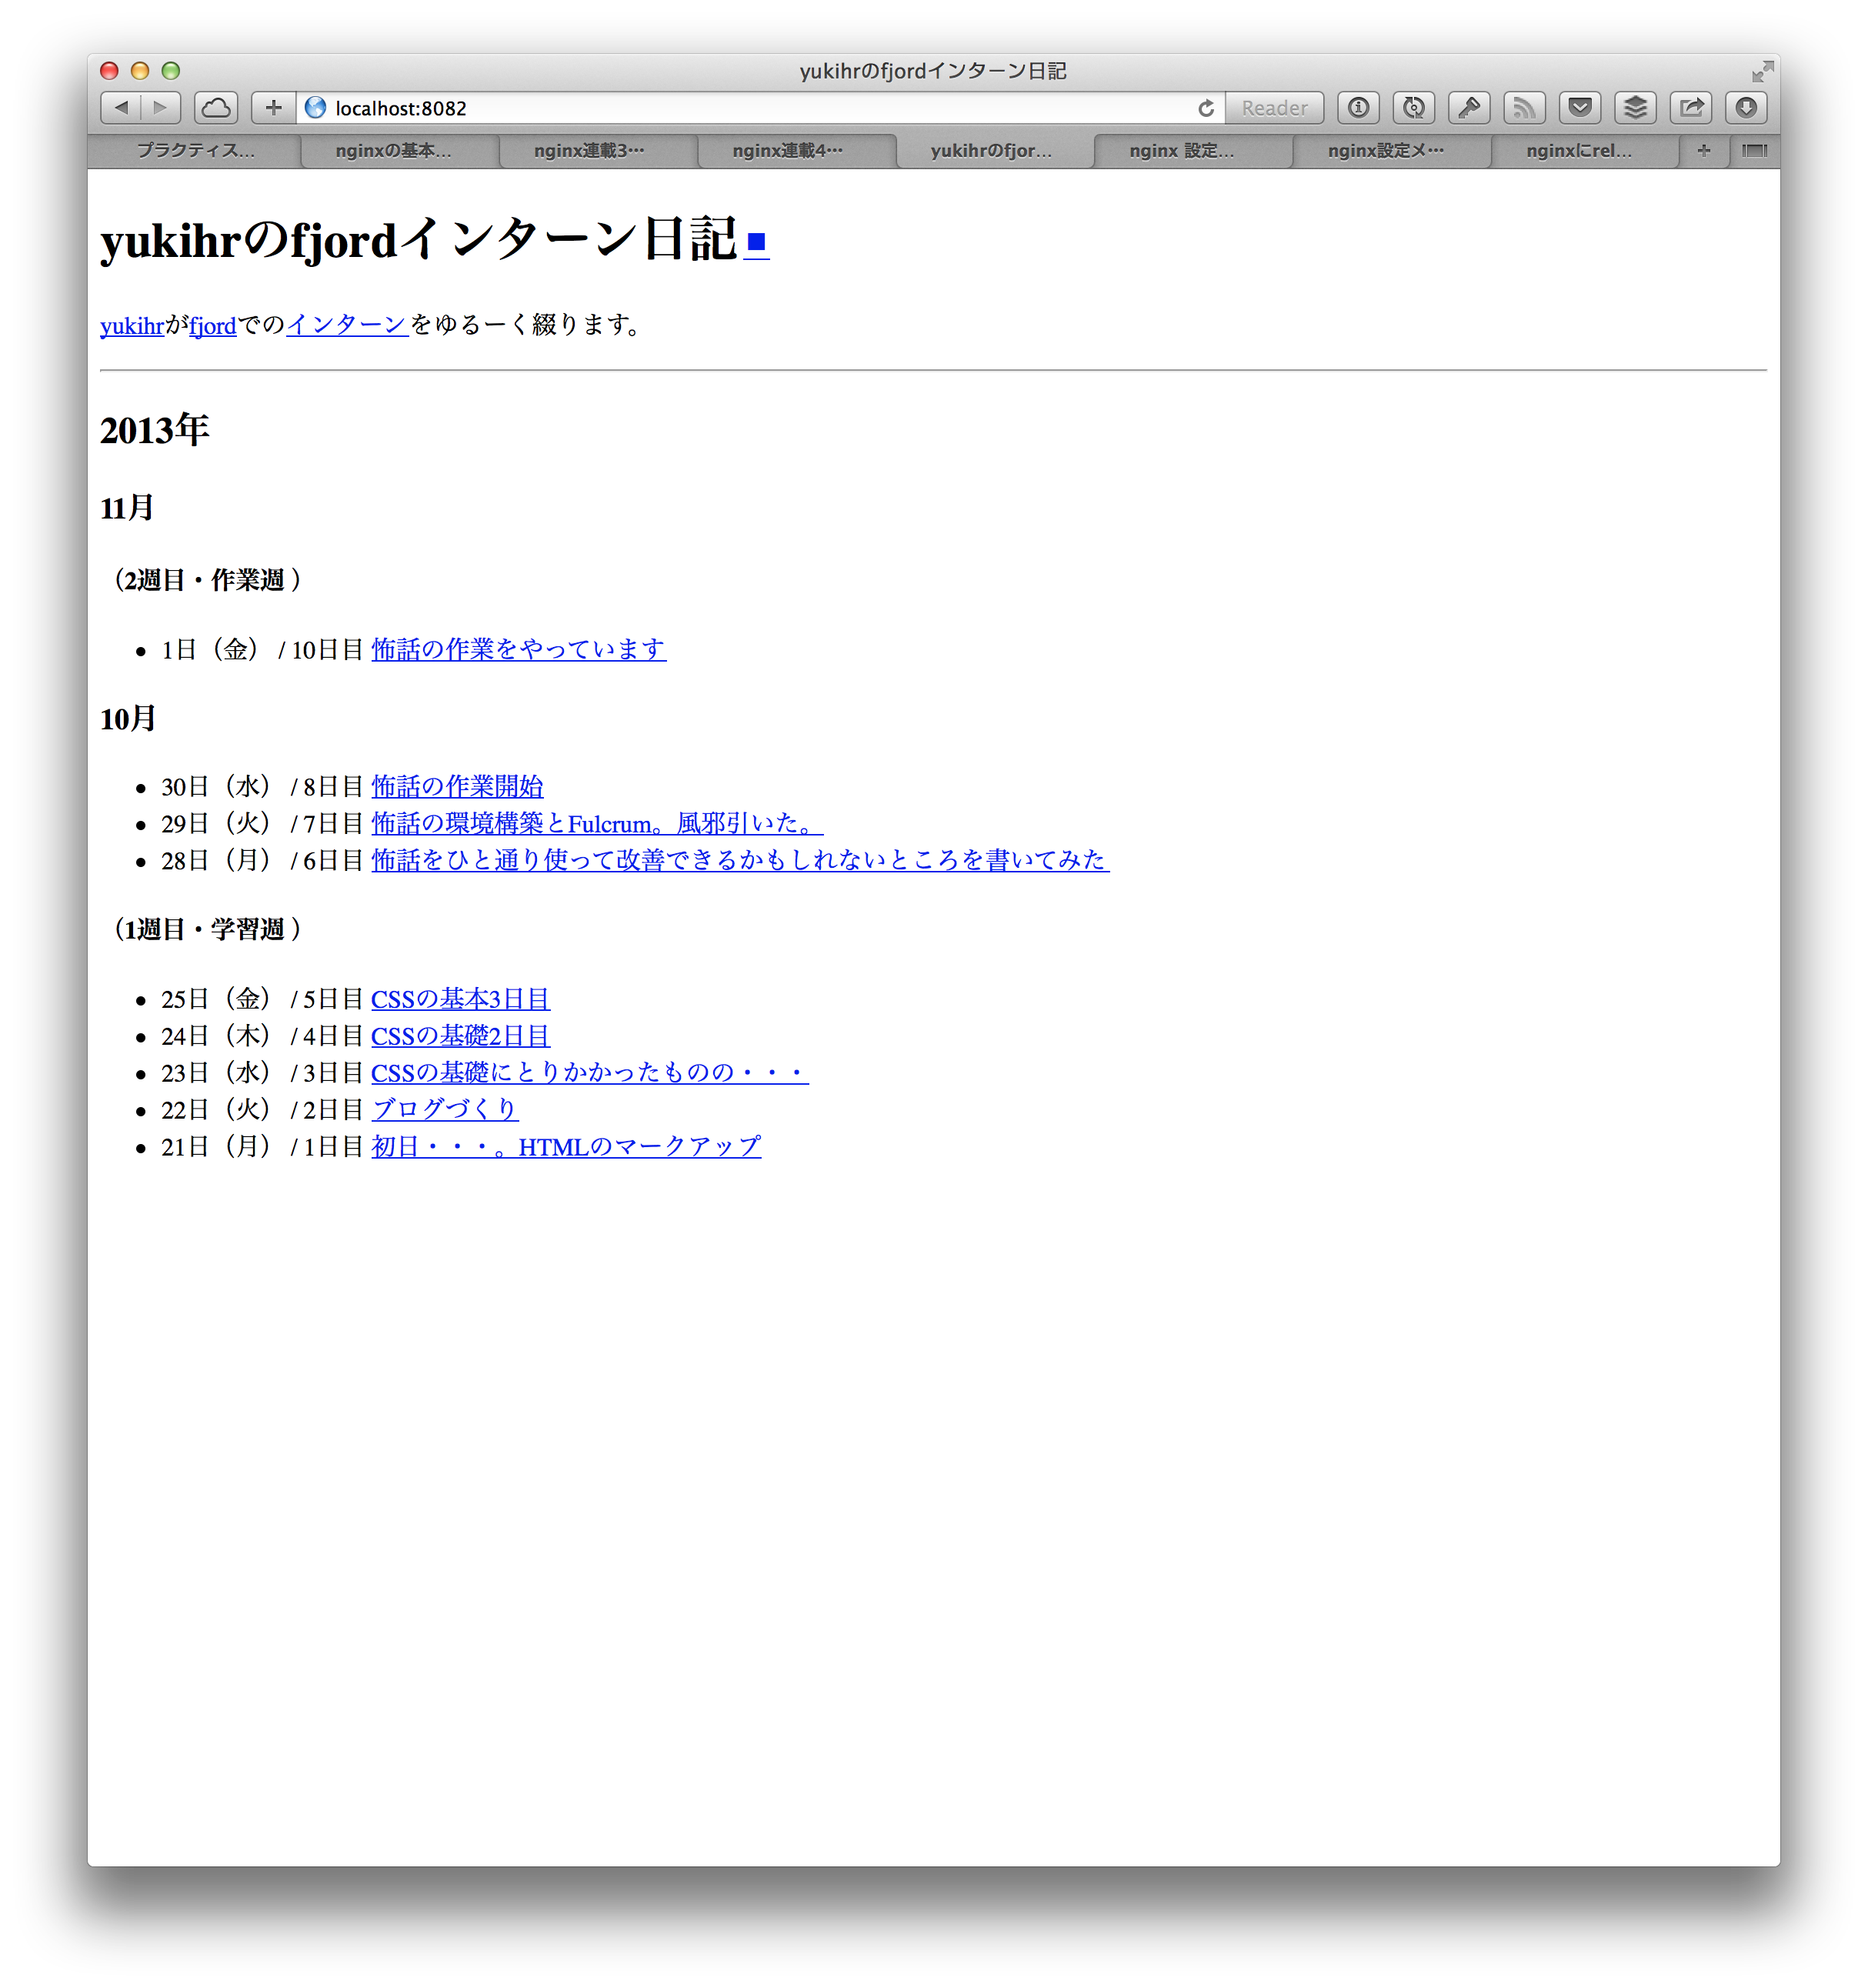 yukihrのfjordインターン日記
localhost:8082
Reader
プラクティス...
nginxの基本...
nginx連載3…
nginx連載4…
yukihrのfjor...
nginx 設定...
nginx設定メ…
nginxにrel...
yukihrのfjordインターン日記■
yukihrがfjordでのインターンをゆるーく綴ります。
2013年
11月
（2週目・作業週）
• 1日（金） / 10日目 怖話の作業をやっています
10月
• 30日（水） / 8日目 怖話の作業開始
• 29日（火） / 7日目 怖話の環境構築とFulcrum。風邪引いた。
• 28日（月） / 6日目 怖話をひと通り使って改善できるかもしれないところを書いてみた
（1週目・学習週）
• 25日（金） / 5日目 CSSの基本3日目
• 24日（木） / 4日目 CSSの基礎2日目
• 23日（水） / 3日目 CSSの基礎にとりかかったものの・・・
• 22日（火） / 2日目 ブログづくり
• 21日（月） / 1日目 初日・・・。HTMLのマークアップ